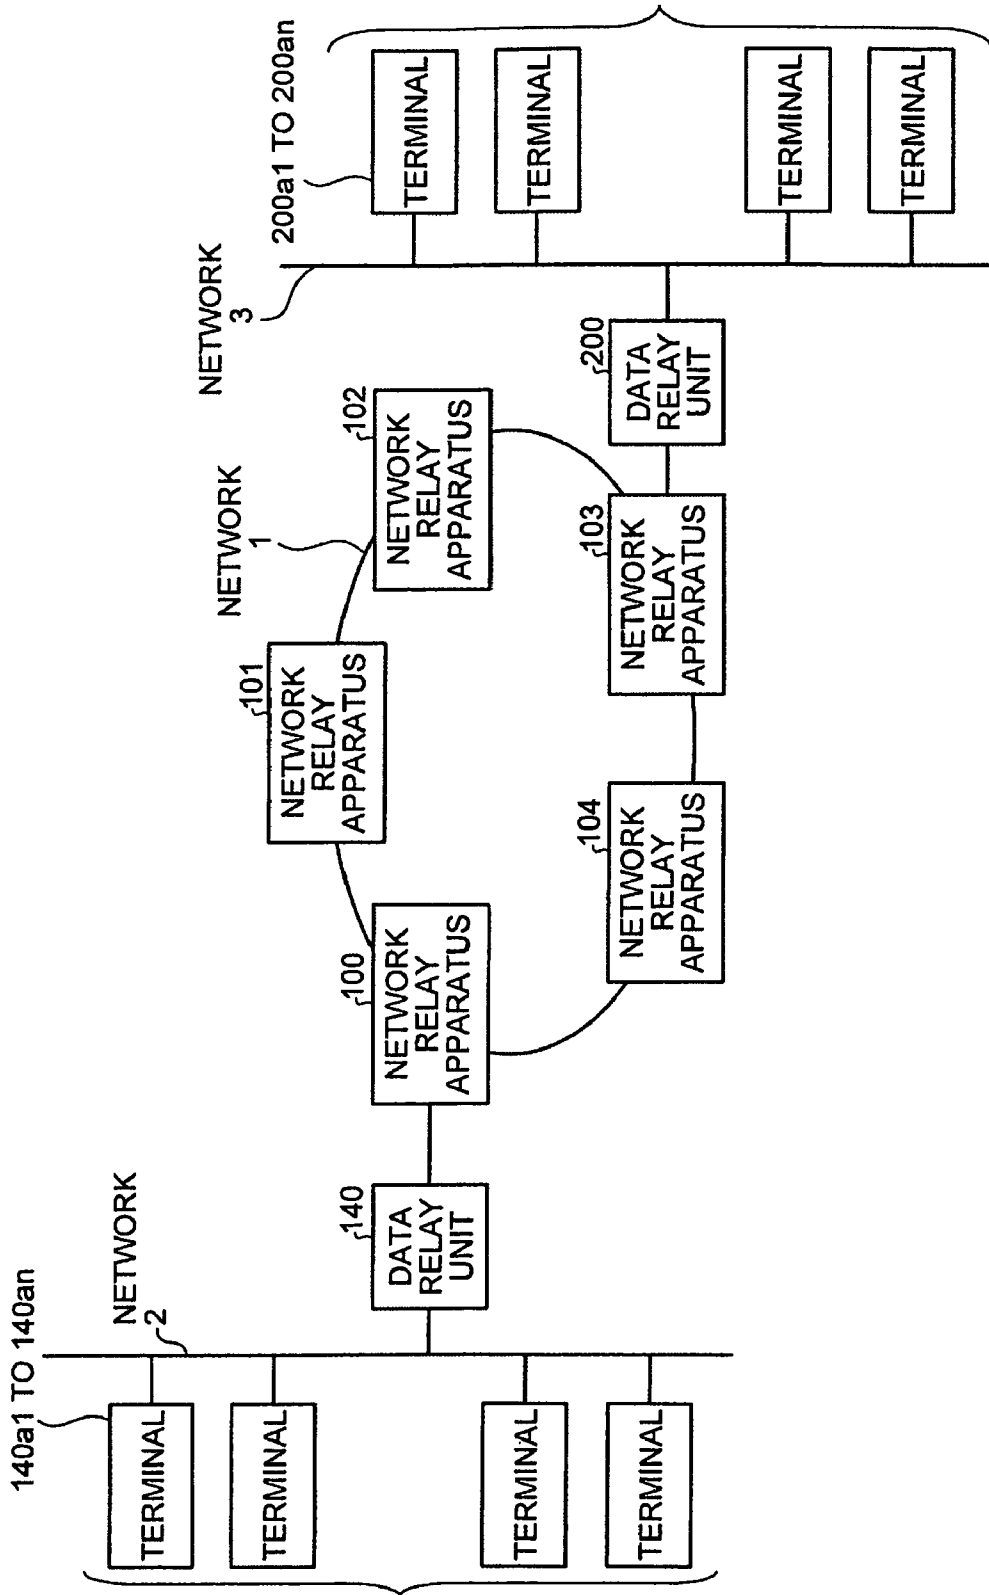 140a1 TO 140an
NETWORK
2
TERMINAL
TERMINAL
TERMINAL
TERMINAL
140
DATA
RELAY
UNIT
100
NETWORK
RELAY
APPARATUS
101
NETWORK
RELAY
APPARATUS
NETWORK
1
102
NETWORK
RELAY
APPARATUS
104
NETWORK
RELAY
APPARATUS
103
NETWORK
RELAY
APPARATUS
200
DATA
RELAY
UNIT
NETWORK
3
200a1 TO 200an
TERMINAL
TERMINAL
TERMINAL
TERMINAL